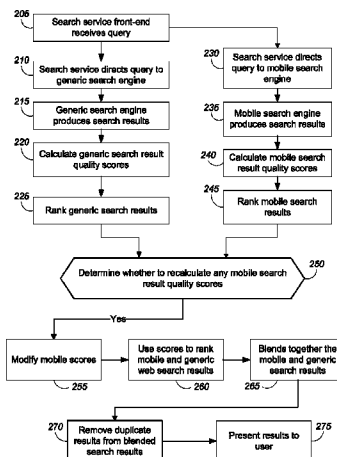 205
Search service front-end
receives query
210
Search service directs query to
generic search engine
215
Generic search engine
produces search results
220
Calculate generic search result
quality scores
225
Rank generic search results
230
Search service directs
query to mobile search
engine
235
Mobile search engine
produces search results
240
Calculate mobile search
result quality scores
245
Rank mobile search
results
250
Determine whether to recalculate any mobile search
result quality scores
Yes
Modify mobile scores
255
Use scores to rank
mobile and generic
web search results
260
Blends together the
mobile and generic
search results
265
270
Remove duplicate
results from blended
search results
275
Present results to
user